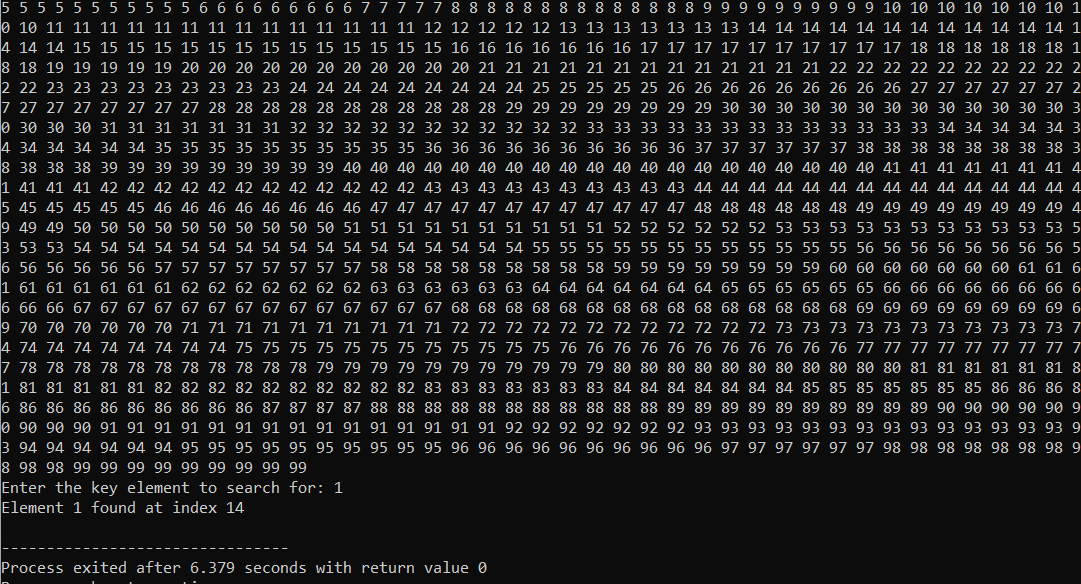 5 5 5 5 5 5 5 5 5 5 5 6 6 6 6 6 6 6 6 6 7 7 7 7 7 8 8 8 8 8 8 8 8 8 8 8 8 8 8 9 9 9 9 9 9 9 9 9 9 10 10 10 10 10 10 10 1
0 10 11 11 11 11 11 11 11 11 11 11 11 11 11 11 12 12 12 12 12 13 13 13 13 13 13 13 14 14 14 14 14 14 14 14 14 14 14 14 1
4 14 14 15 15 15 15 15 15 15 15 15 15 15 15 15 15 16 16 16 16 16 16 16 17 17 17 17 17 17 17 17 17 17 18 18 18 18 18 18 1
8 18 19 19 19 19 19 20 20 20 20 20 20 20 20 20 20 20 21 21 21 21 21 21 21 21 21 21 21 21 21 22 22 22 22 22 22 22 22 22 2
2 22 23 23 23 23 23 23 23 23 23 24 24 24 24 24 24 24 24 24 25 25 25 25 25 26 26 26 26 26 26 26 26 26 27 27 27 27 27 27 2
7 27 27 27 27 27 27 27 28 28 28 28 28 28 28 28 28 28 28 29 29 29 29 29 29 29 29 30 30 30 30 30 30 30 30 30 30 30 30 30 3
0 30 30 30 31 31 31 31 31 31 31 32 32 32 32 32 32 32 32 32 32 32 33 33 33 33 33 33 33 33 33 33 33 33 33 34 34 34 34 34 3
4 34 34 34 34 34 35 35 35 35 35 35 35 35 35 35 36 36 36 36 36 36 36 36 36 36 37 37 37 37 37 37 38 38 38 38 38 38 38 38 3
8 38 38 38 39 39 39 39 39 39 39 39 39 40 40 40 40 40 40 40 40 40 40 40 40 40 40 40 40 40 40 40 40 41 41 41 41 41 41 41 4
1 41 41 41 42 42 42 42 42 42 42 42 42 42 42 42 43 43 43 43 43 43 43 43 43 43 44 44 44 44 44 44 44 44 44 44 44 44 44 44 4
5 45 45 45 45 45 46 46 46 46 46 46 46 46 47 47 47 47 47 47 47 47 47 47 47 47 48 48 48 48 48 48 49 49 49 49 49 49 49 49 4
9 49 49 50 50 50 50 50 50 50 50 50 50 51 51 51 51 51 51 51 51 51 51 52 52 52 52 52 52 53 53 53 53 53 53 53 53 53 53 53 5
3 53 53 54 54 54 54 54 54 54 54 54 54 54 54 54 54 54 54 54 55 55 55 55 55 55 55 55 55 55 55 55 56 56 56 56 56 56 56 56 5
6 56 56 56 56 56 57 57 57 57 57 57 57 57 58 58 58 58 58 58 58 58 58 59 59 59 59 59 59 59 59 60 60 60 60 60 60 60 61 61 6
1 61 61 61 61 61 61 62 62 62 62 62 62 62 63 63 63 63 63 63 64 64 64 64 64 64 64 65 65 65 65 65 65 66 66 66 66 66 66 66 6
6 66 66 67 67 67 67 67 67 67 67 67 67 67 67 67 67 68 68 68 68 68 68 68 68 68 68 68 68 68 68 68 69 69 69 69 69 69 69 69 6
9 70 70 70 70 70 70 71 71 71 71 71 71 71 71 71 71 72 72 72 72 72 72 72 72 72 72 72 72 73 73 73 73 73 73 73 73 73 73 73 7
4 74 74 74 74 74 74 74 74 75 75 75 75 75 75 75 75 75 75 75 75 76 76 76 76 76 76 76 76 76 76 76 77 77 77 77 77 77 77 77 7
7 78 78 78 78 78 78 78 78 78 78 78 79 79 79 79 79 79 79 79 79 79 79 80 80 80 80 80 80 80 80 80 80 80 81 81 81 81 81 81 8
1 81 81 81 81 81 82 82 82 82 82 82 82 82 82 82 83 83 83 83 83 83 83 84 84 84 84 84 84 84 85 85 85 85 85 85 85 86 86 86 8
6 86 86 86 86 86 86 86 86 86 87 87 87 87 88 88 88 88 88 88 88 88 88 88 88 89 89 89 89 89 89 89 89 89 89 90 90 90 90 90 9
0 90 90 90 91 91 91 91 91 91 91 91 91 91 91 91 91 91 91 92 92 92 92 92 92 92 93 93 93 93 93 93 93 93 93 93 93 93 93 93 9
3 94 94 94 94 94 94 95 95 95 95 95 95 95 95 95 95 96 96 96 96 96 96 96 96 96 96 97 97 97 97 97 97 98 98 98 98 98 98 98 9
8 98 98 99 99 99 99 99 99 99 99 99
Enter the key element to search for: 1
Element 1 found at index 14
--------------------------------
Process exited after 6.379 seconds with return value 0